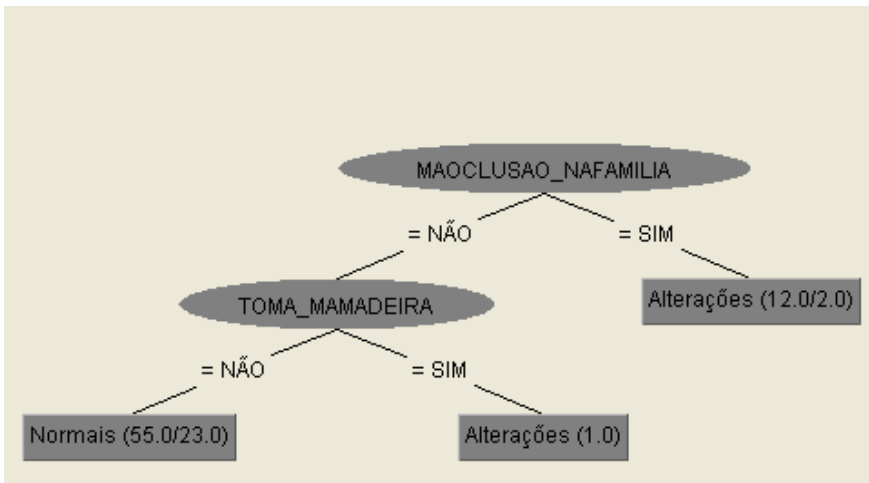 MAOCLUSAO_NAFAMILIA
= NÃO
= SIM
TOMA_MAMADEIRA
Alterações (12.0/2.0)
= NÃO
= SIM
Normais (55.0/23.0)
Alterações (1.0)